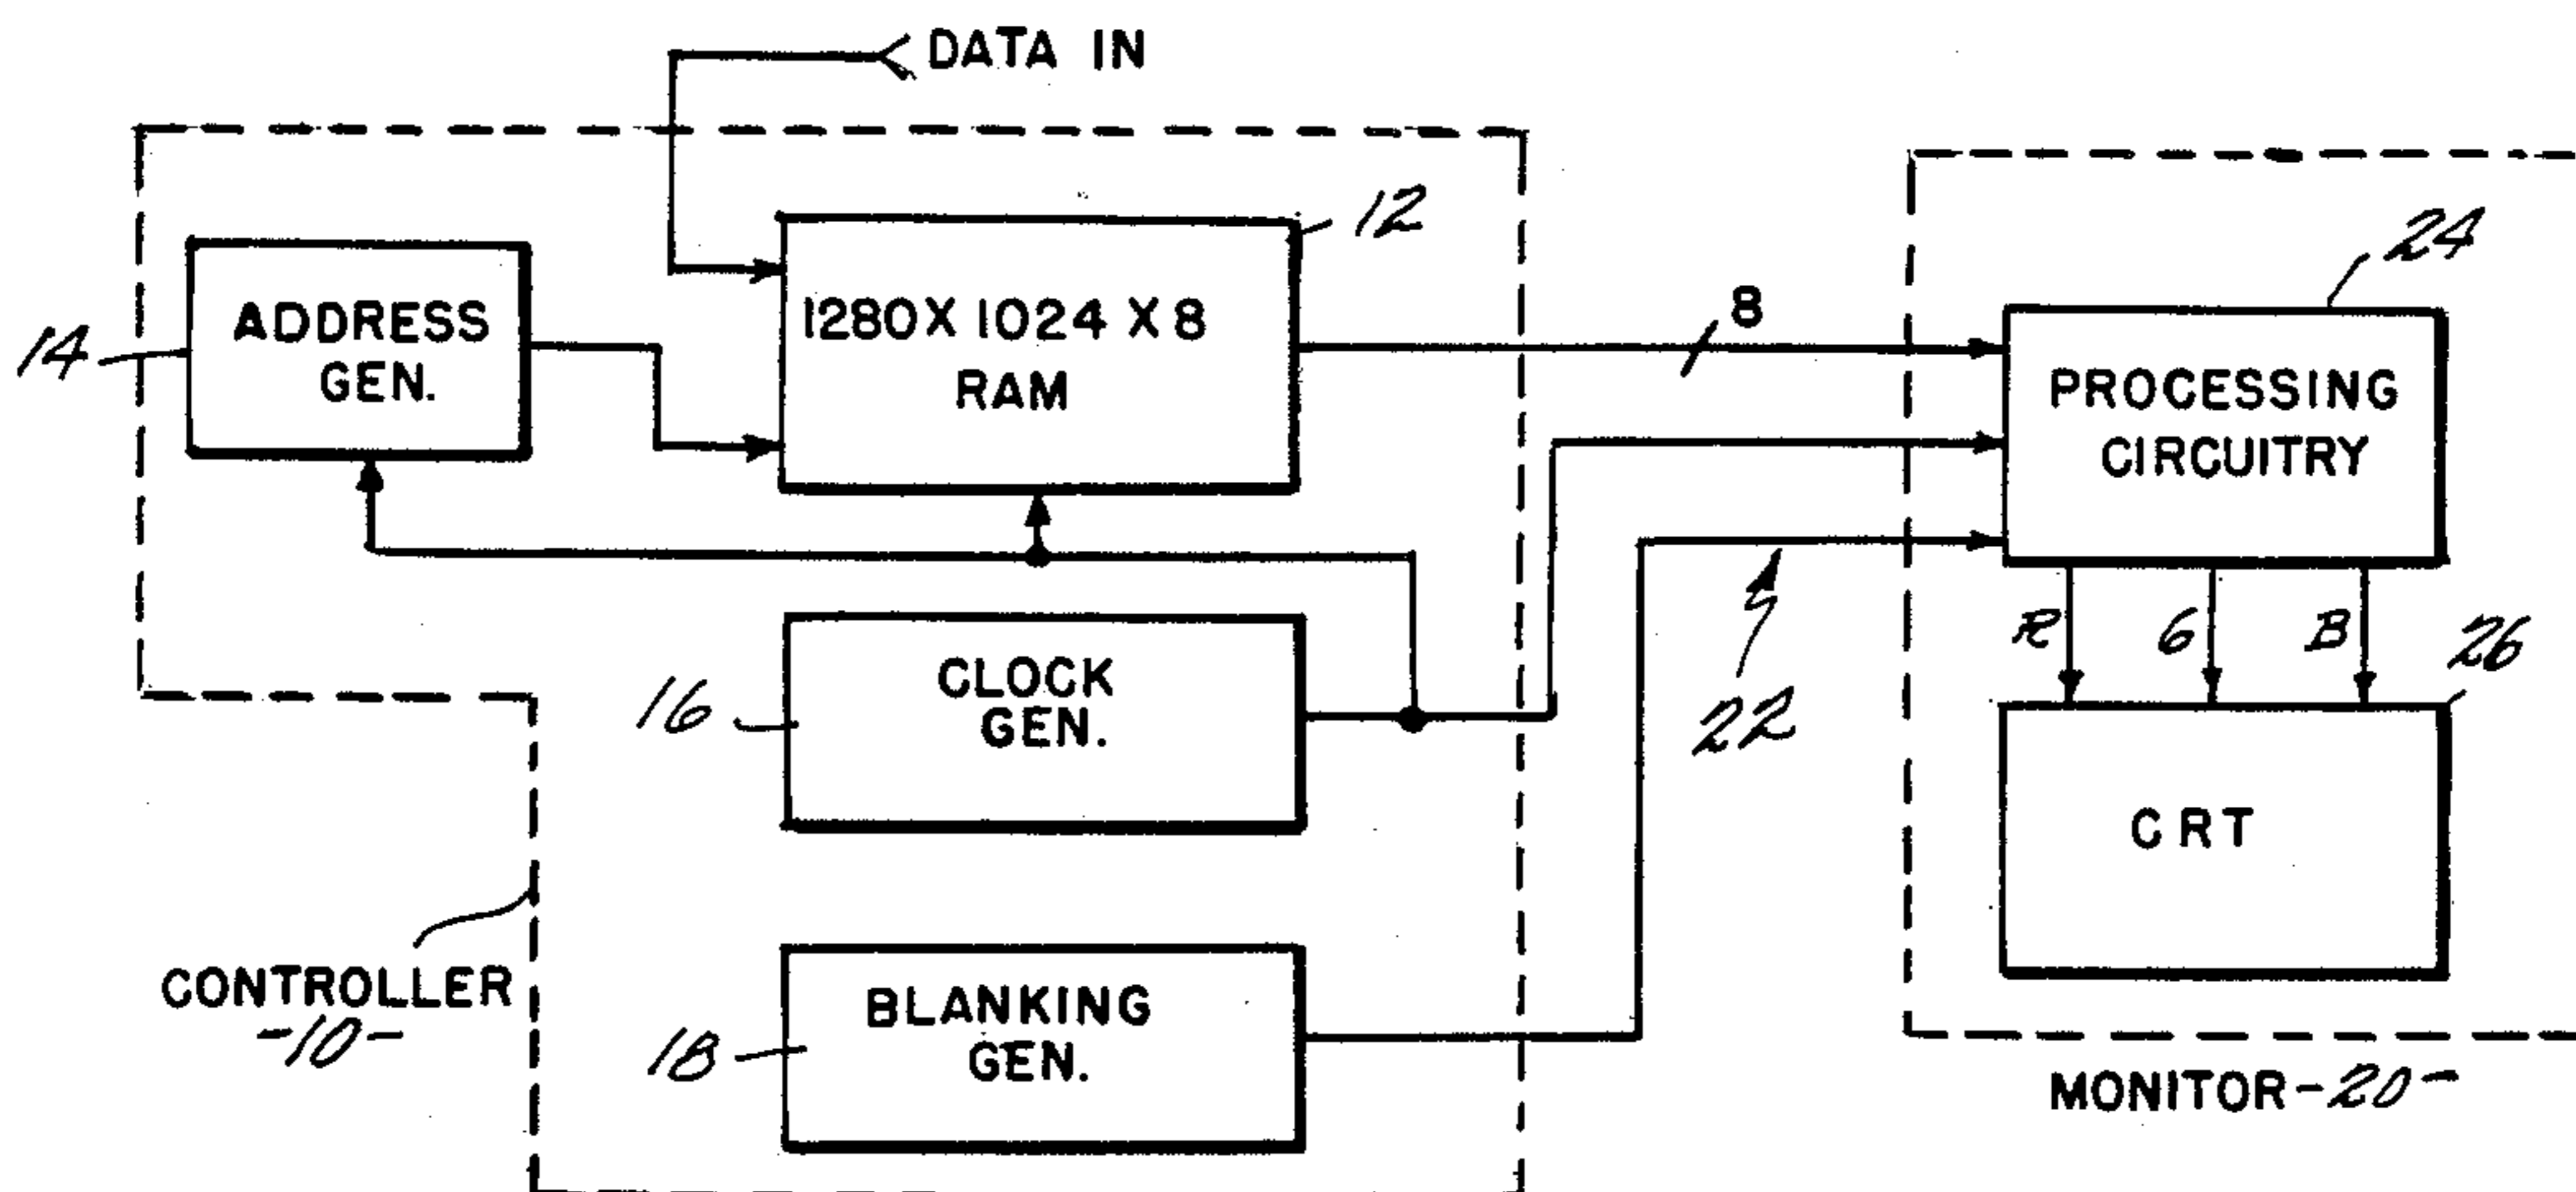 DATA IN
12
14
ADDRESS
GEN.
1280 X 1024 X 8
RAM
8
24
PROCESSING
CIRCUITRY
R G B
26
22
16
CLOCK
GEN.
CRT
CONTROLLER
-10-
18
BLANKING
GEN.
MONITOR -20-